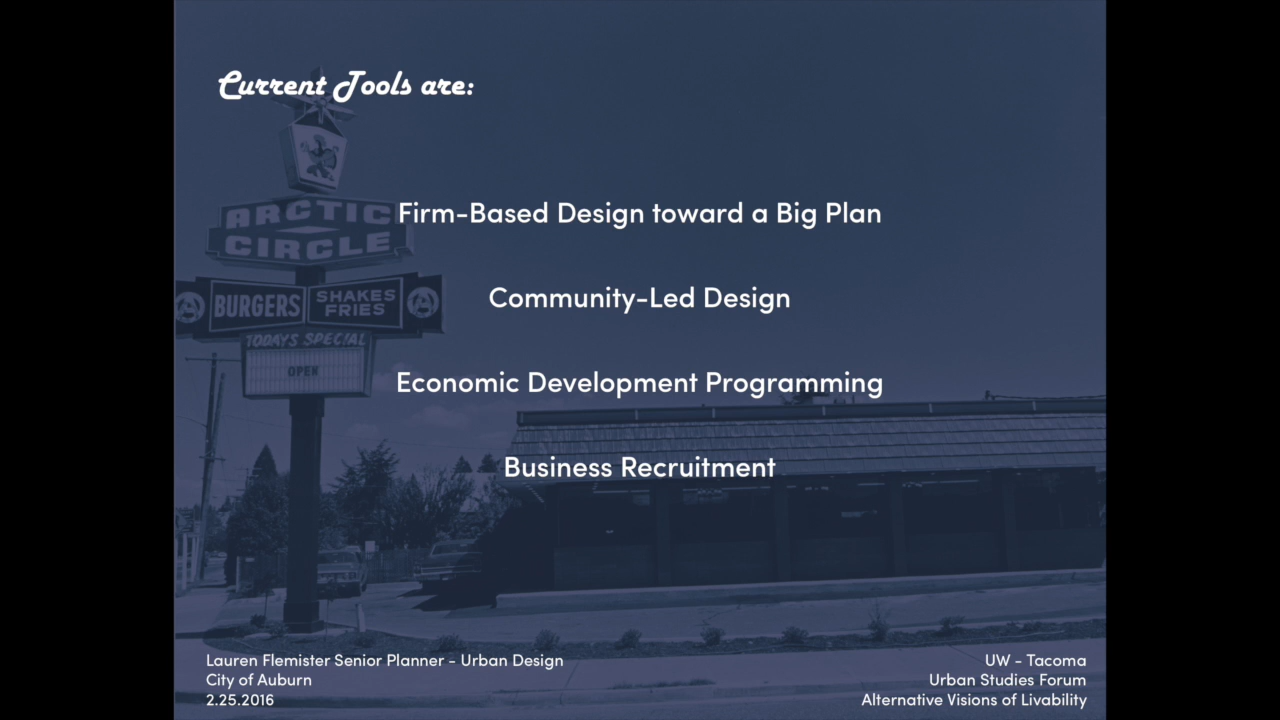 Current Tools are:
ARCTIC
CIRCLE
BURGERS
SHAKES
FRIES
TODAYS SPECIAL
OPEN
Firm-Based Design toward a Big Plan
Community-Led Design
Economic Development Programming
Business Recruitment
Lauren Flemister Senior Planner - Urban Design
City of Auburn
2.25.2016
UW - Tacoma
Urban Studies Forum
Alternative Visions of Livability